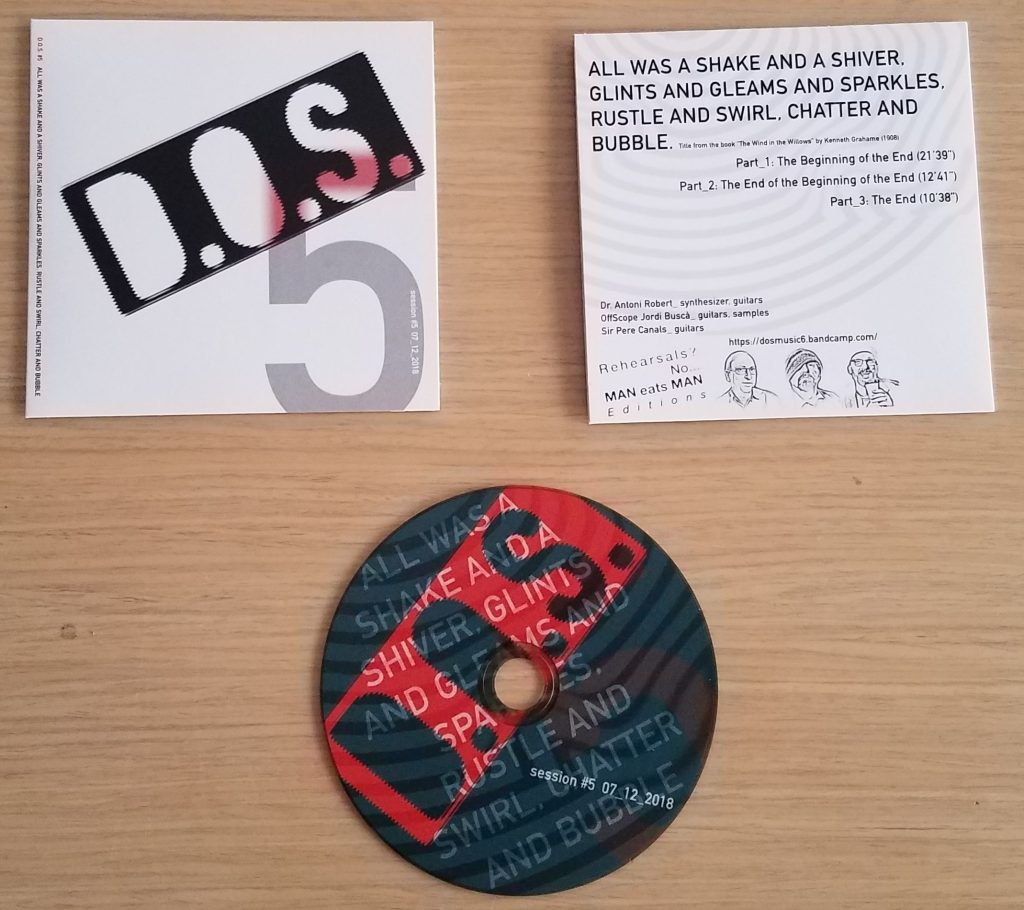 D.O.S. #5 ALL WAS A SHAKE AND A SHIVER, GLINTS AND GLEAMS AND SPARKLES, RUSTLE AND SWIRL, CHATTER AND BUBBLE
D.O.S.
5
session #5 07_12_2018
ALL WAS A SHAKE AND A SHIVER,
GLINTS AND GLEAMS AND SPARKLES,
RUSTLE AND SWIRL, CHATTER AND
BUBBLE. Title from the book "The Wind in the Willows" by Kenneth Grahame (1908)
Part_1: The Beginning of the End (21'39")
Part_2: The End of the Beginning of the End (12'41")
Part_3: The End (10'38")
Dr. Antoni Robert_ synthesizer, guitars
OffScope Jordi Buscà_ guitars, samples
Sir Pere Canals_ guitars
https://dosmusic6.bandcamp.com/
Rehearsals?
No...
MAN eats MAN
Editions
D.O.S.
ALL WAS A
SHAKE AND A
SHIVER, GLINTS
AND GLEAMS AND
SPARKLES,
RUSTLE AND
SWIRL, CHATTER
AND BUBBLE
session #5 07_12_2018